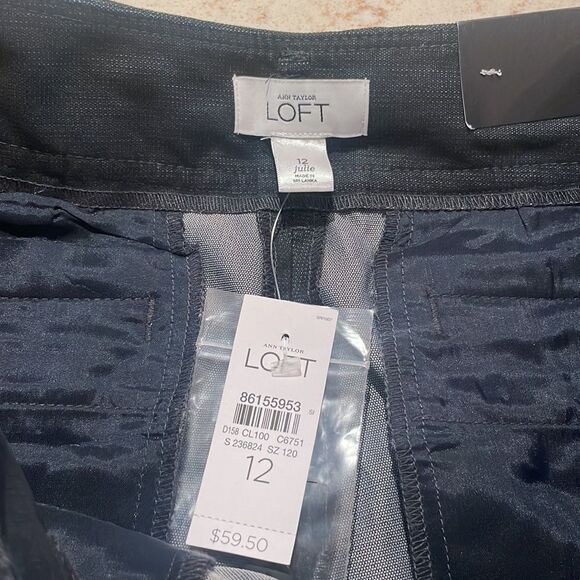 ANN TAYLOR
LOFT
12
julie
MADE IN
SRI LANKA
ANN TAYLOR
LOFT
86155953
SI
D158 CL100 C6751
S 236824 SZ 120
12
$59.50